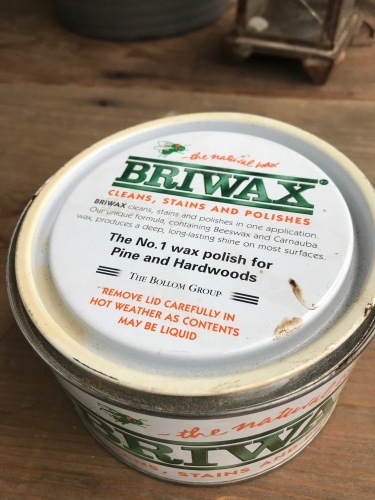 the natural wax
BRIWAX®
CLEANS, STAINS AND POLISHES
BRIWAX cleans, stains and polishes in one application.
Our unique formula, containing Beeswax and Carnauba
wax, produces a deep, long-lasting shine on most surfaces.
The No.1 wax polish for
Pine and Hardwoods
THE BOLLOM GROUP
"REMOVE LID CAREFULLY IN
HOT WEATHER AS CONTENTS
MAY BE LIQUID
the natural
BRIWA
STAINS AND